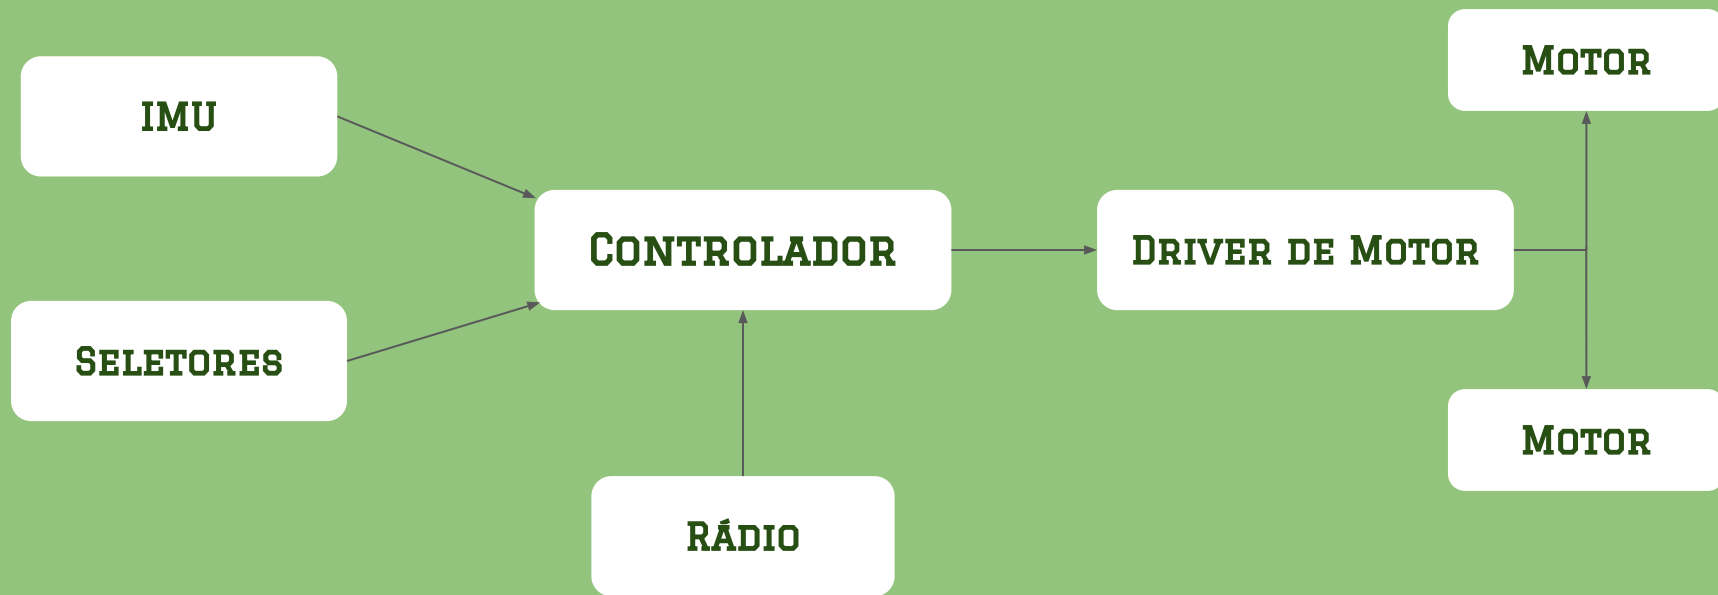 Motor
IMU
Controlador
Driver de Motor
Seletores
Motor
Rádio